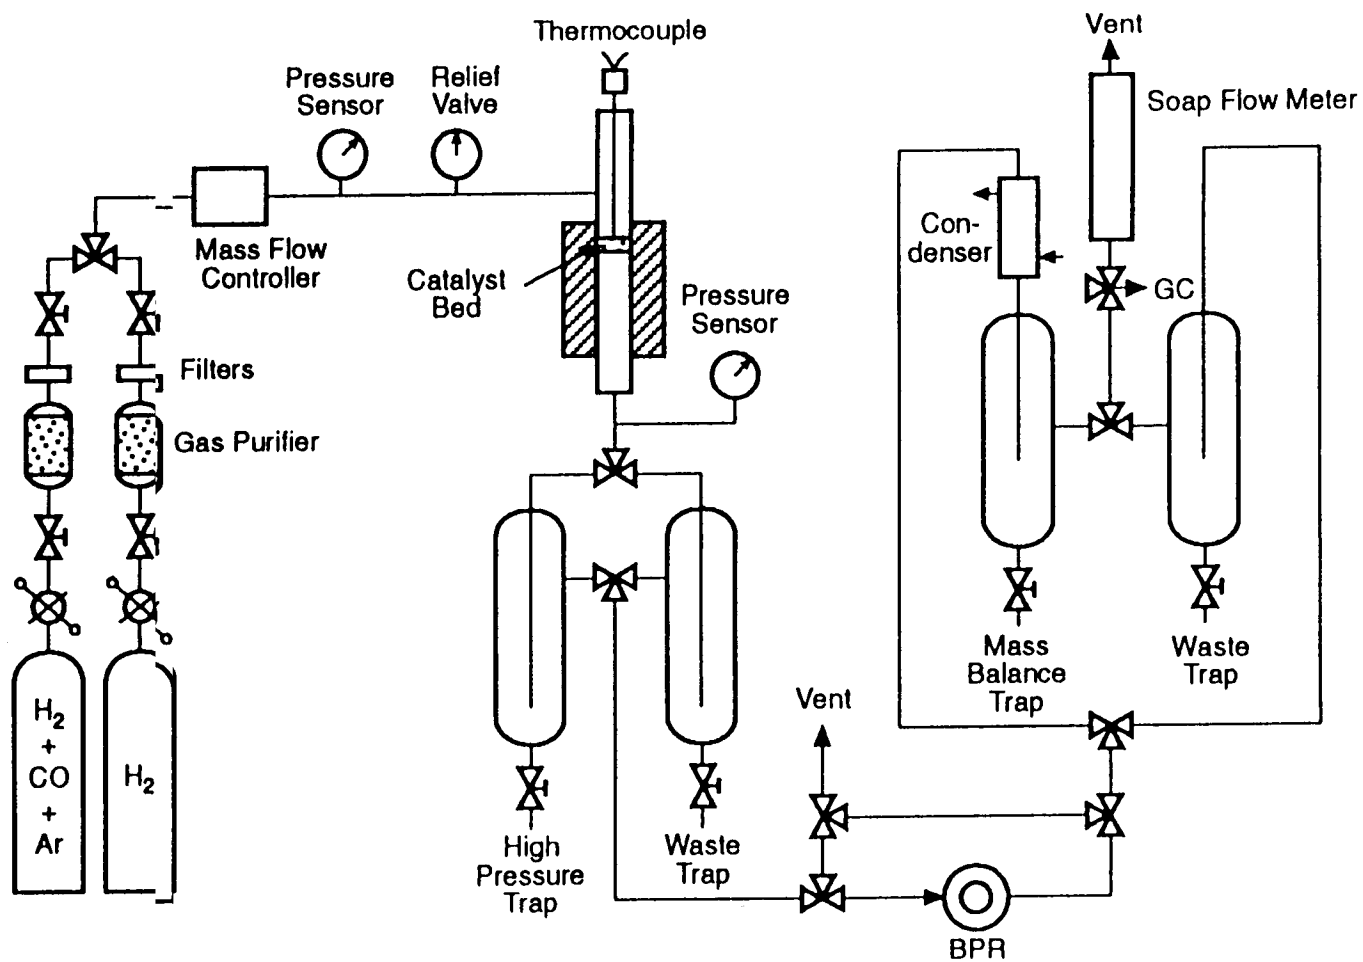 Thermocouple
Pressure
Sensor
Relief
Valve
Mass Flow
Controller
Catalyst
Bed
Pressure
Sensor
Filters
Gas Purifier
H2
+
CO
+
Ar
H2
High
Pressure
Trap
Waste
Trap
Vent
BPR
Vent
Soap Flow Meter
Con-
denser
GC
Mass
Balance
Trap
Waste
Trap